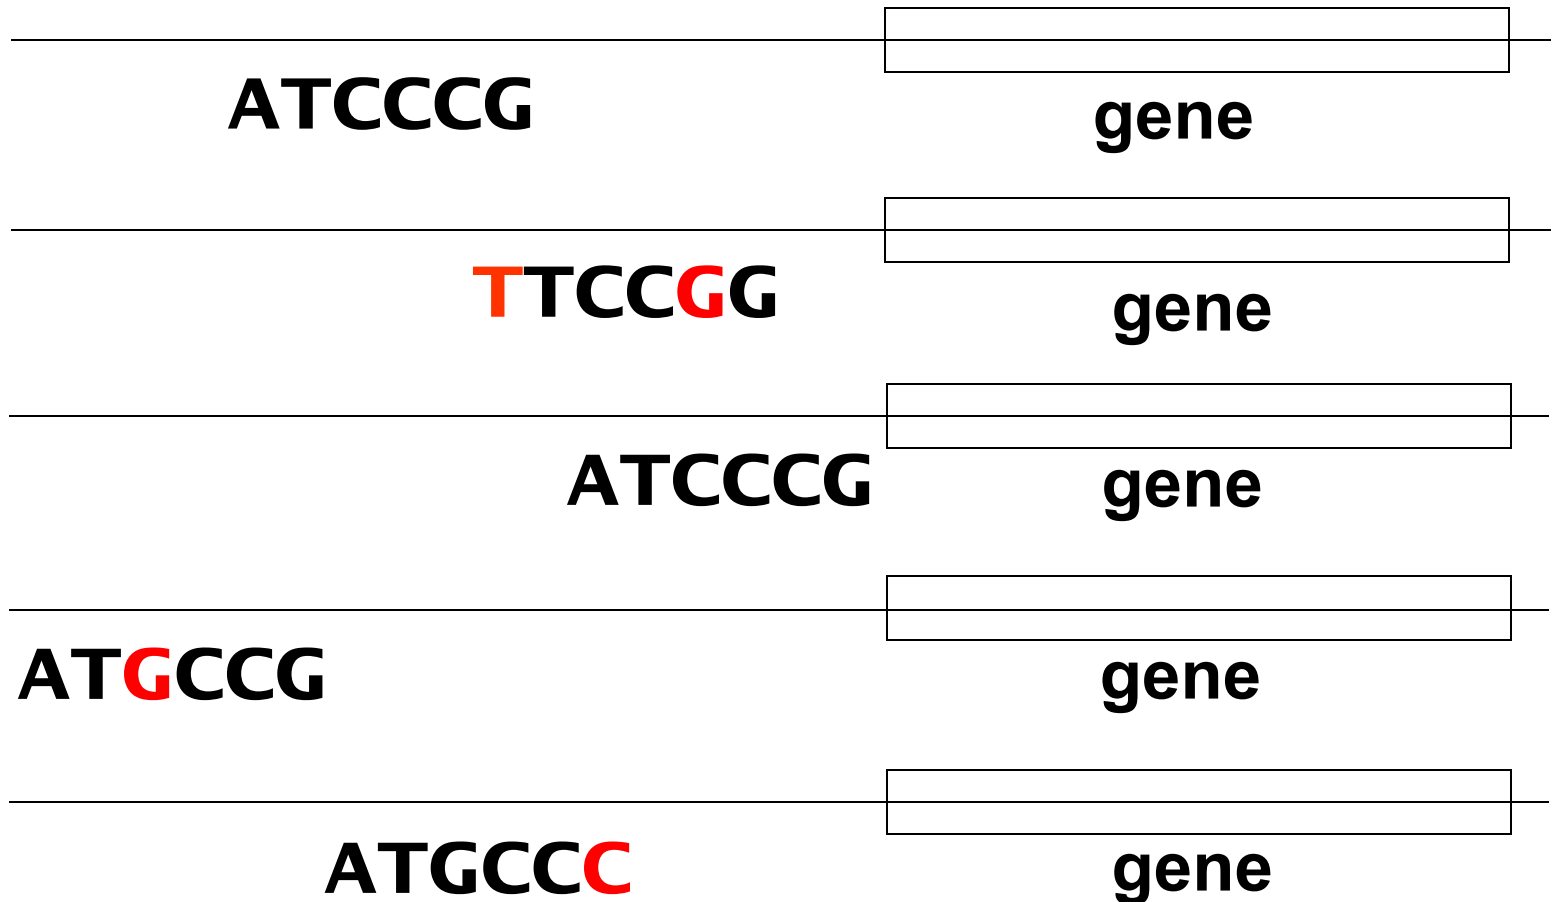 ATCCCG
gene
TTCCGG
gene
ATCCCG
gene
ATGCCG
gene
ATGCCC
gene